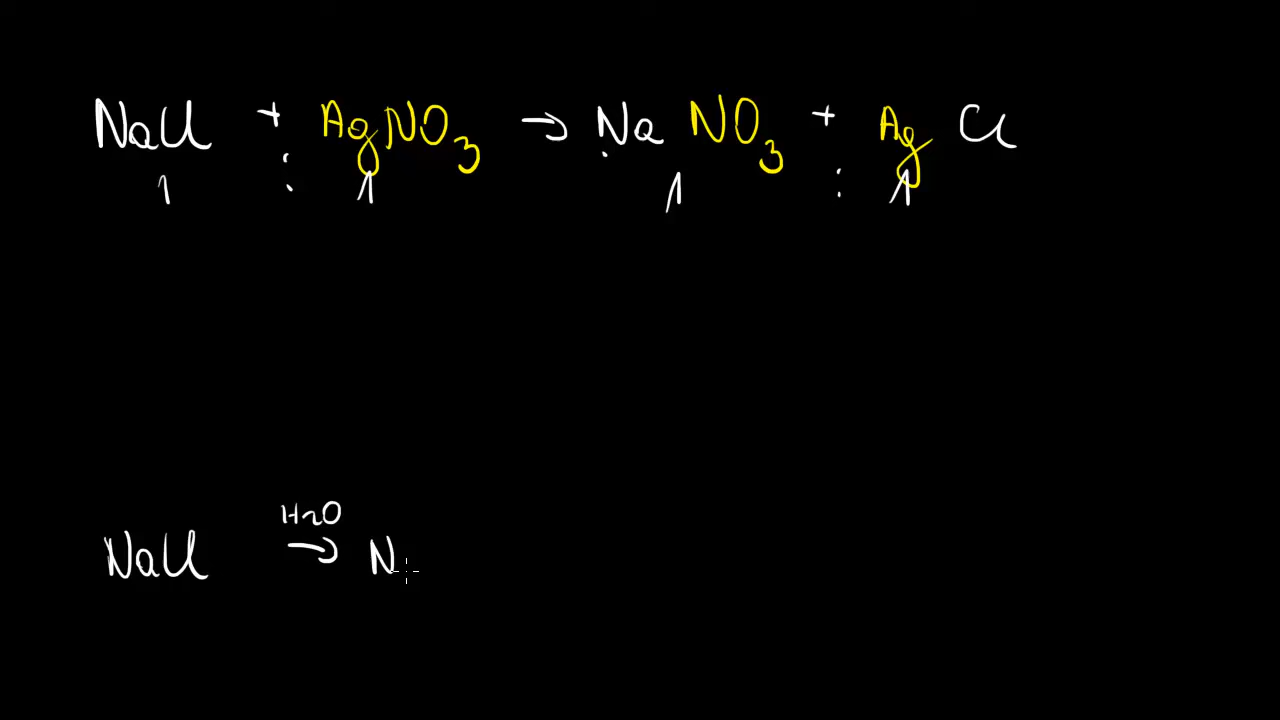 NaCl + AgNO3 → NaNO3 + AgCl
1 : 1 1 : 1
H2O
NaCl → N